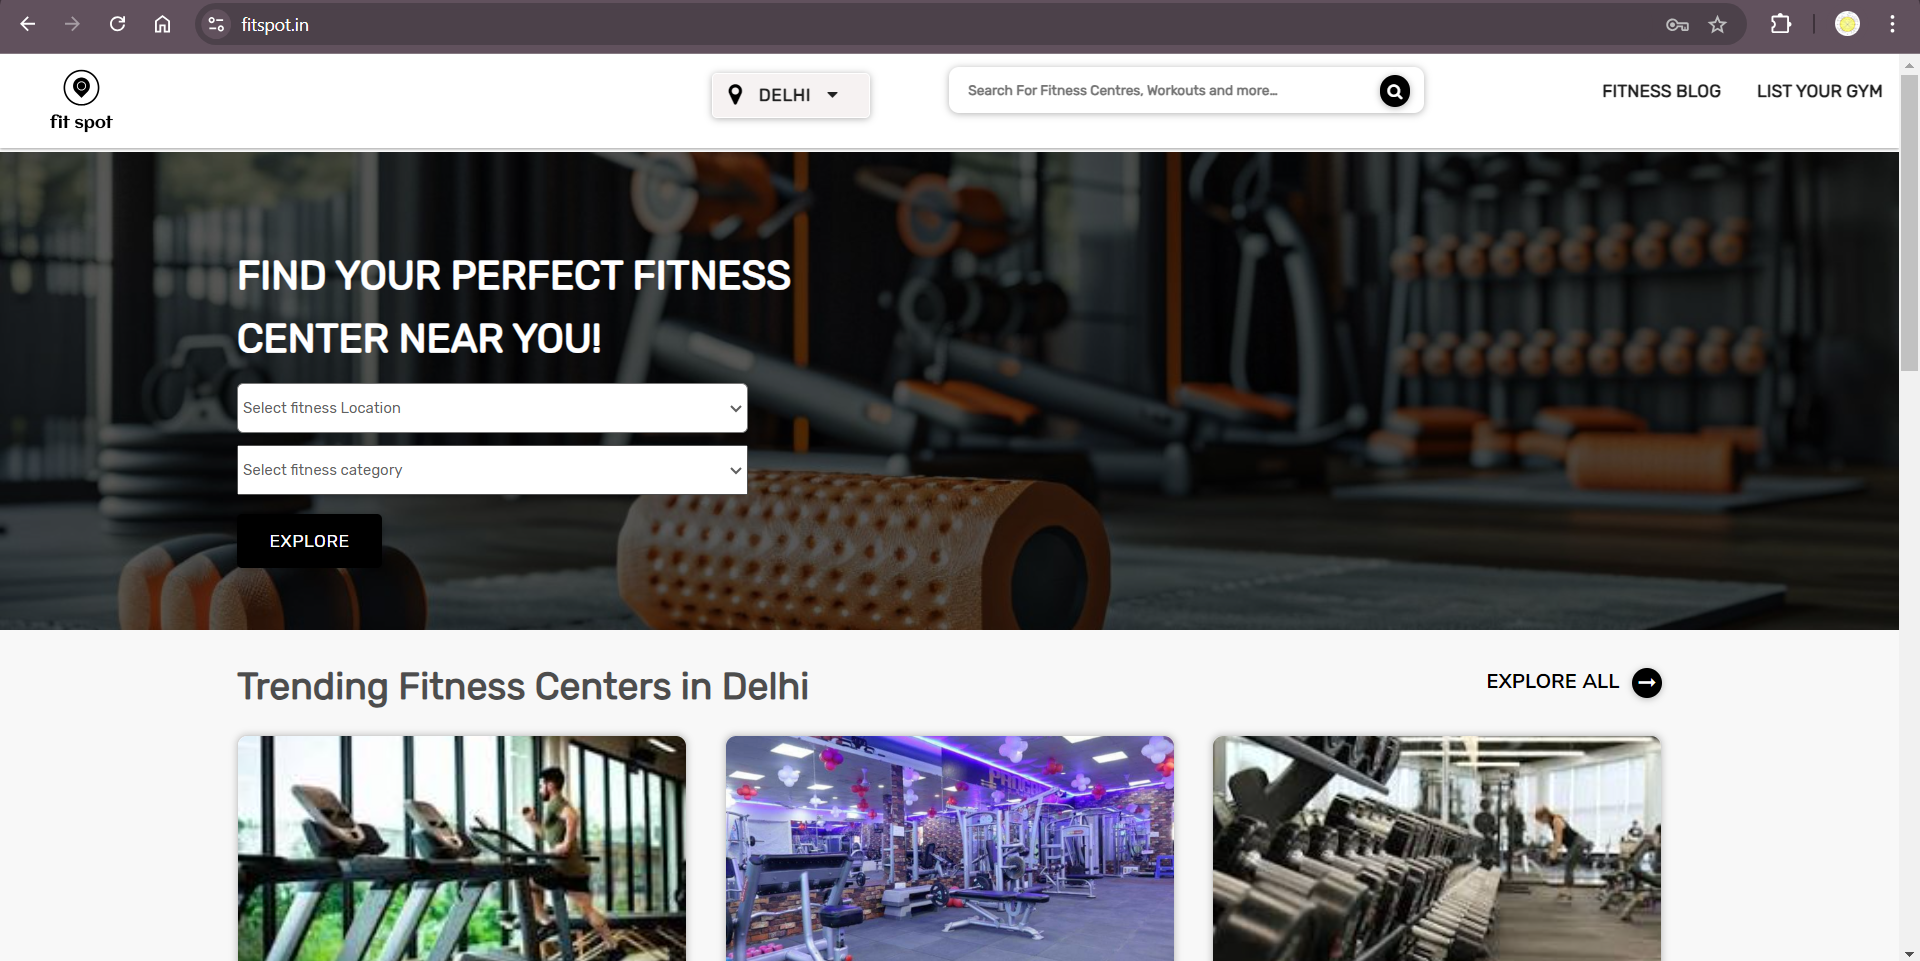 fitspot.in
fit spot
DELHI
Search For Fitness Centres, Workouts and more...
FITNESS BLOG
LIST YOUR GYM
FIND YOUR PERFECT FITNESS
CENTER NEAR YOU!
Select fitness Location
Select fitness category
EXPLORE
Trending Fitness Centers in Delhi
EXPLORE ALL